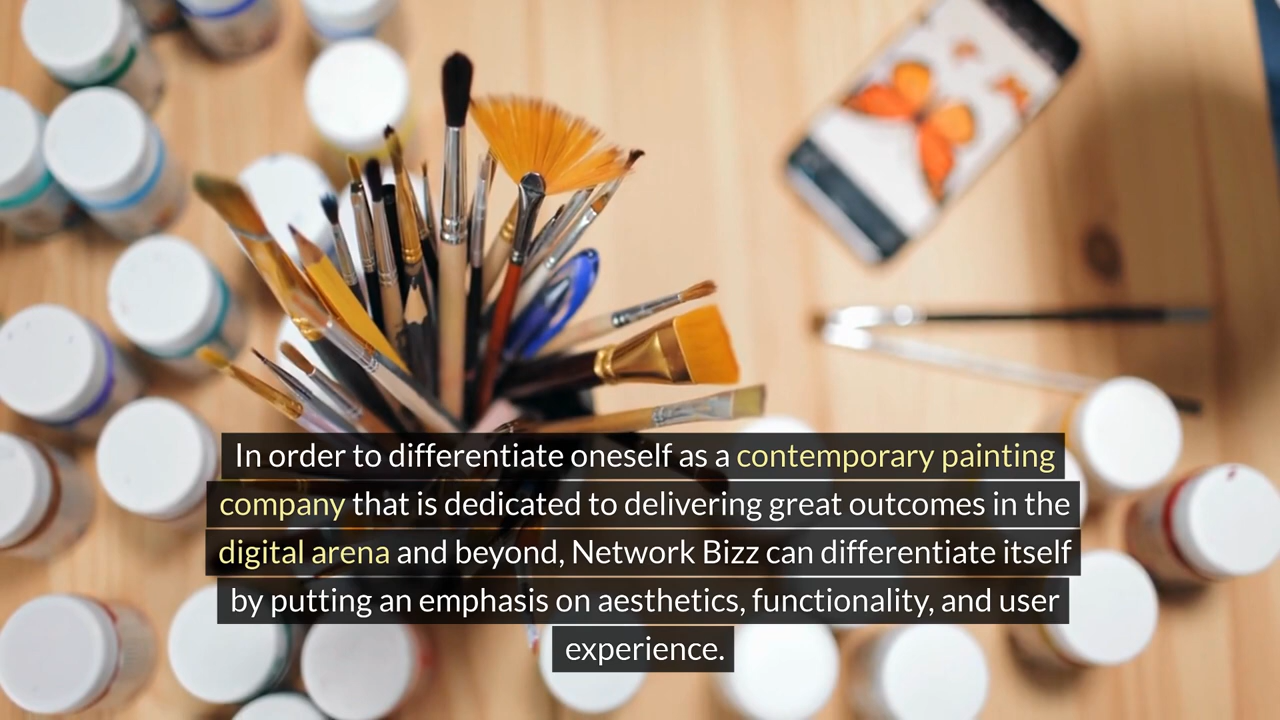 In order to differentiate oneself as a contemporary painting
company that is dedicated to delivering great outcomes in the
digital arena and beyond, Network Bizz can differentiate itself
by putting an emphasis on aesthetics, functionality, and user
experience.